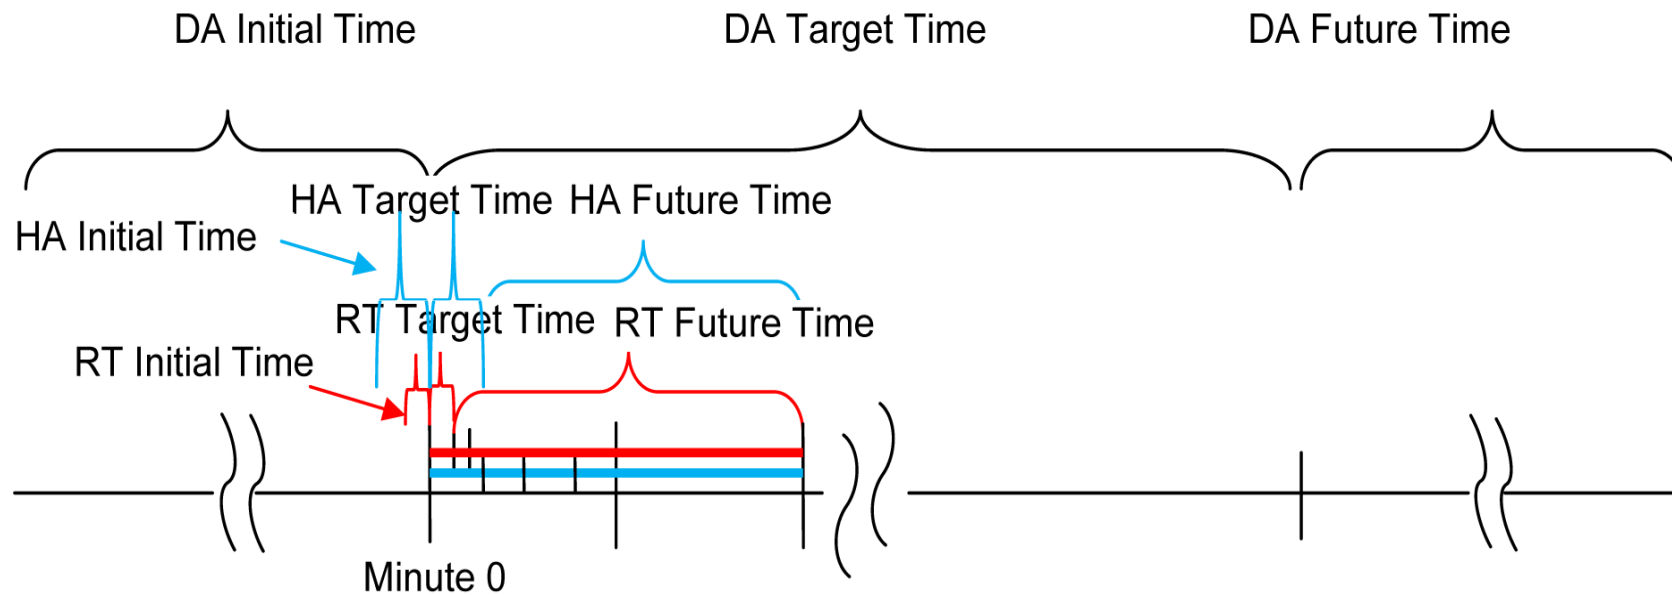 DA Initial Time
DA Target Time
DA Future Time
HA Target Time
HA Future Time
HA Initial Time
RT Target Time
RT Future Time
RT Initial Time
Minute 0